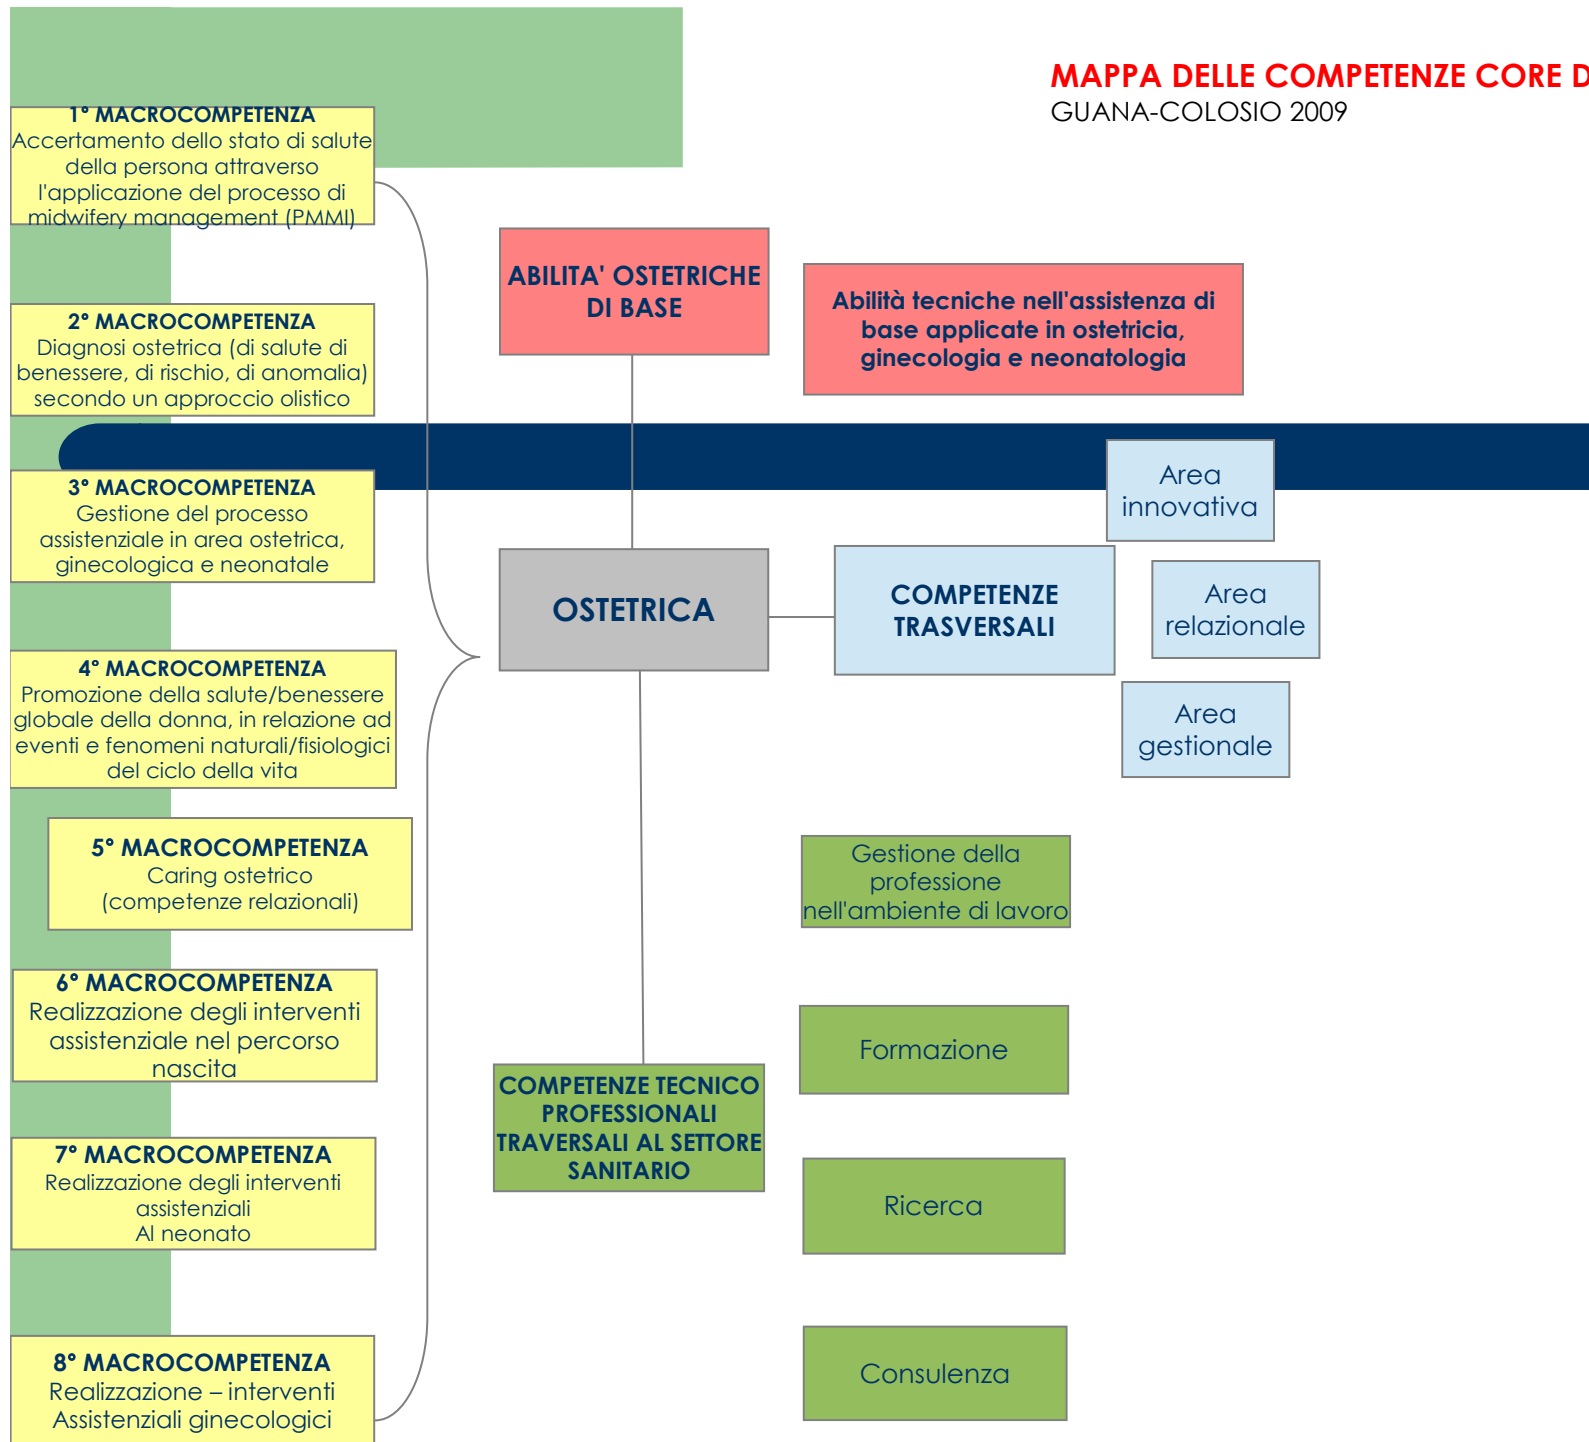 MAPPA DELLE COMPETENZE CORE D
GUANA-COLOSIO 2009
1° MACROCOMPETENZA
Accertamento dello stato di salute
della persona attraverso
l'applicazione del processo di
midwifery management (PMMI)
2° MACROCOMPETENZA
Diagnosi ostetrica (di salute di
benessere, di rischio, di anomalia)
secondo un approccio olistico
3° MACROCOMPETENZA
Gestione del processo
assistenziale in area ostetrica,
ginecologica e neonatale
4° MACROCOMPETENZA
Promozione della salute/benessere
globale della donna, in relazione ad
eventi e fenomeni naturali/fisiologici
del ciclo della vita
5° MACROCOMPETENZA
Caring ostetrico
(competenze relazionali)
6° MACROCOMPETENZA
Realizzazione degli interventi
assistenziale nel percorso
nascita
7° MACROCOMPETENZA
Realizzazione degli interventi
assistenziali
Al neonato
8° MACROCOMPETENZA
Realizzazione – interventi
Assistenziali ginecologici
ABILITA' OSTETRICHE
DI BASE
Abilità tecniche nell'assistenza di
base applicate in ostetricia,
ginecologia e neonatologia
OSTETRICA
COMPETENZE
TRASVERSALI
Area
innovativa
Area
relazionale
Area
gestionale
COMPETENZE TECNICO
PROFESSIONALI
TRAVERSALI AL SETTORE
SANITARIO
Gestione della
professione
nell'ambiente di lavoro
Formazione
Ricerca
Consulenza